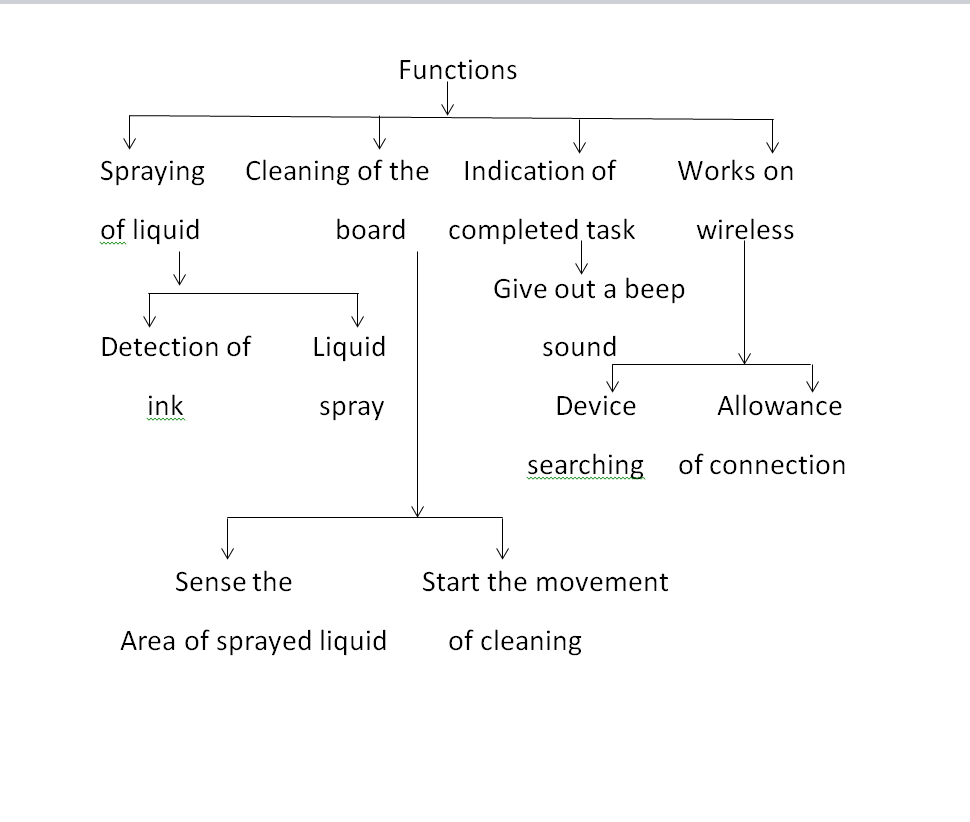 Functions
Spraying Cleaning of the Indication of Works on
of liquid board completed task wireless
Give out a beep
Detection of Liquid sound
ink spray Device Allowance
searching of connection
Sense the Start the movement
Area of sprayed liquid of cleaning